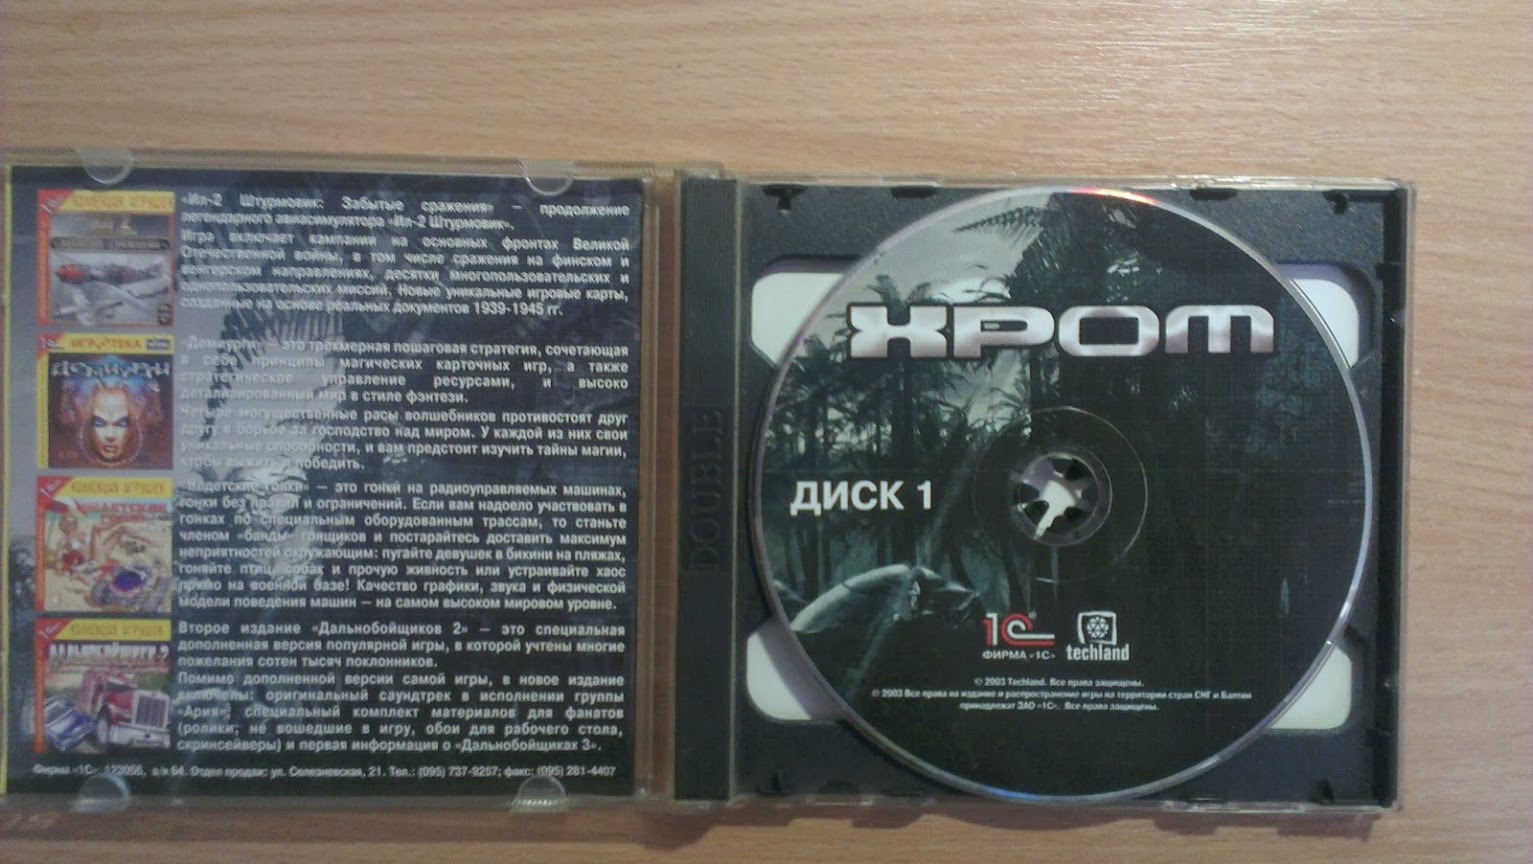 КОЛЛЕКЦИЯ ИГРУШЕК
«Ил-2 Штурмовик: Забытые сражения» – продолжение
легендарного авиасимулятора «Ил-2 Штурмовик».
Игра включает кампании на основных фронтах Великой
Отечественной войны, в том числе сражения на финском и
венгерском направлениях, десятки многопользовательских и
однопользовательских миссий. Новые уникальные игровые карты,
созданные на основе реальных документов 1939-1945 гг.
ИГРОТЕКА
ДЕМИУРГИ
«Демиурги» – это трехмерная пошаговая стратегия, сочетающая
в себе принципы магических карточных игр, а также
стратегическое управление ресурсами, и высоко
детализированный мир в стиле фэнтези.
Четыре могущественные расы волшебников противостоят друг
другу в борьбе за господство над миром. У каждой из них свои
уникальные способности, и вам предстоит изучить тайны магии,
чтобы выжить и победить.
КОЛЛЕКЦИЯ ИГРУШЕК
НЕДЕТСКИЕ
«Недетские гонки» — это гонки на радиоуправляемых машинах,
гонки без правил и ограничений. Если вам надоело участвовать в
гонках по специальным оборудованным трассам, то станьте
членом «банды» гонщиков и постарайтесь доставить максимум
неприятностей окружающим: пугайте девушек в бикини на пляжах,
гоняйте птиц, собак и прочую живность или устраивайте хаос
прямо на военной базе! Качество графики, звука и физической
модели поведения машин — на самом высоком мировом уровне.
КОЛЛЕКЦИЯ ИГРУШЕК
ДАЛЬНОБОЙЩИКИ-2
Второе издание «Дальнобойщиков 2» — это специальная
дополненная версия популярной игры, в которой учтены многие
пожелания сотен тысяч поклонников.
Помимо дополненной версии самой игры, в новое издание
включены: оригинальный саундтрек в исполнении группы
«Ария», специальный комплект материалов для фанатов
(ролики, не вошедшие в игру, обои для рабочего стола,
скринсейверы) и первая информация о «Дальнобойщиках 3».
Фирма «1С»: 123056, а/я 64. Отдел продаж: ул. Селезневская, 21. Тел.: (095) 737-9257; факс: (095) 281-4407
DOUBLE
ХРОМ
ДИСК 1
1С®
ФИРМА «1С»
techland
© 2003 Techland. Все права защищены.
© 2003 Все права на издание и распространение игры на территории стран СНГ и Балтии
принадлежат ЗАО «1С». Все права защищены.